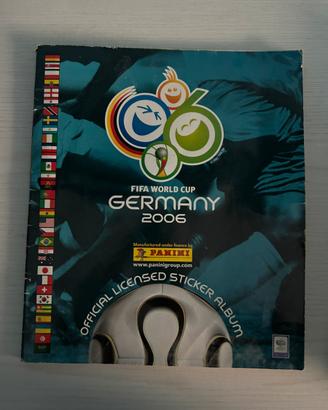 FIFA WORLD CUP
GERMANY
2006
Manufactured under licence by
PANINI
www.paninigroup.com
OFFICIAL LICENSED STICKER ALBUM